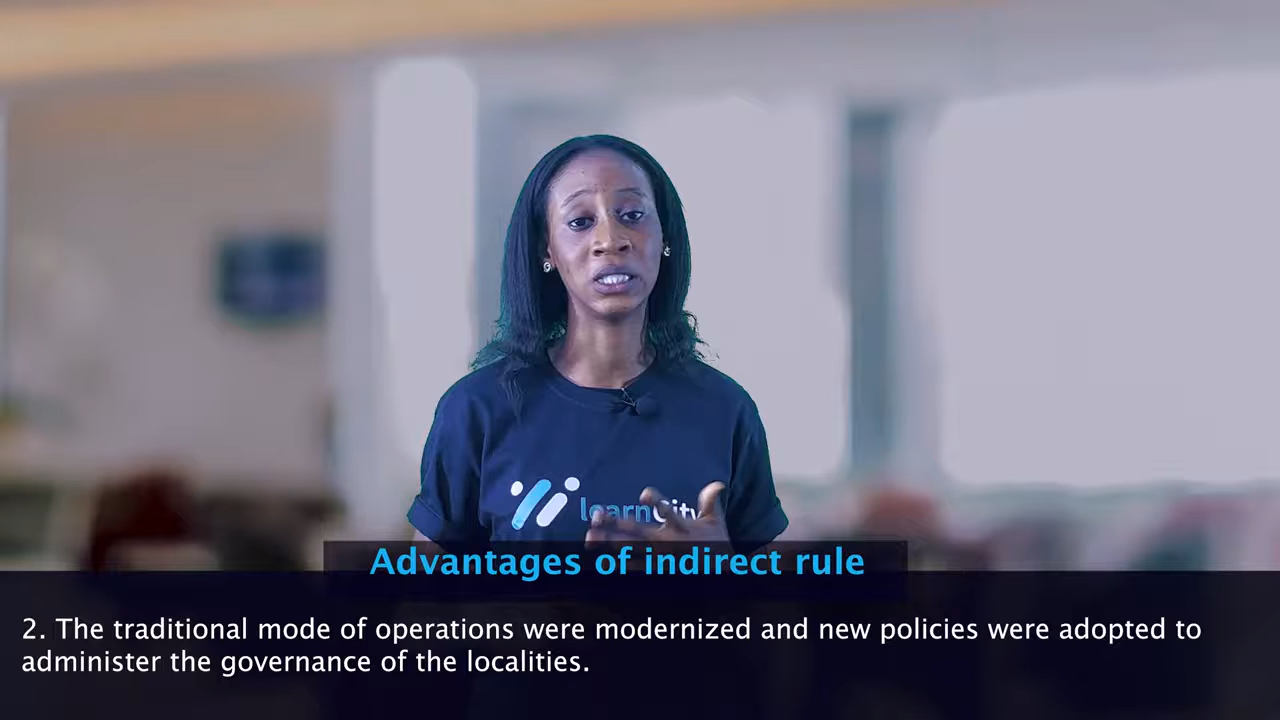 learnCity
Advantages of indirect rule
2. The traditional mode of operations were modernized and new policies were adopted to
administer the governance of the localities.